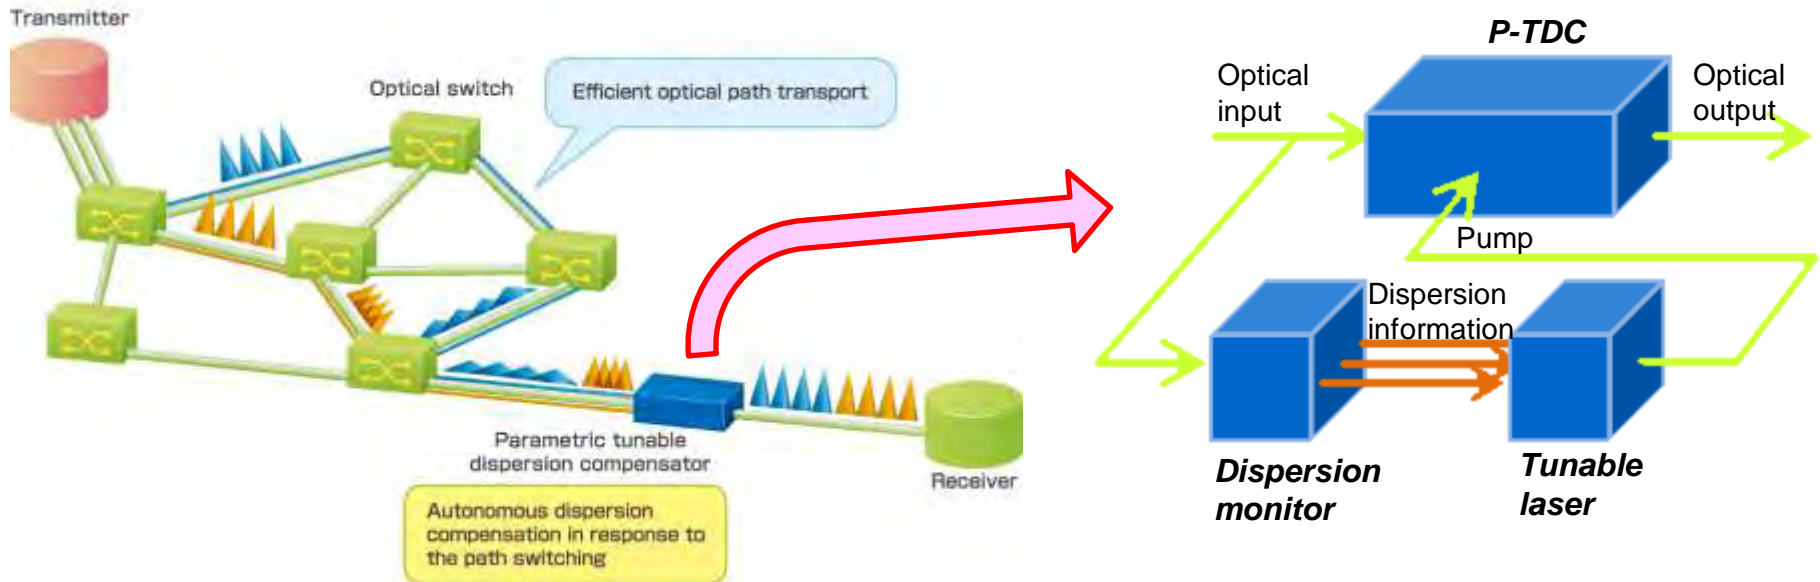 Transmitter
Optical switch
Efficient optical path transport
Parametric tunable
dispersion compensator
Receiver
Autonomous dispersion
compensation in response to
the path switching
P-TDC
Optical
input
Optical
output
Pump
Dispersion
information
Dispersion
monitor
Tunable
laser